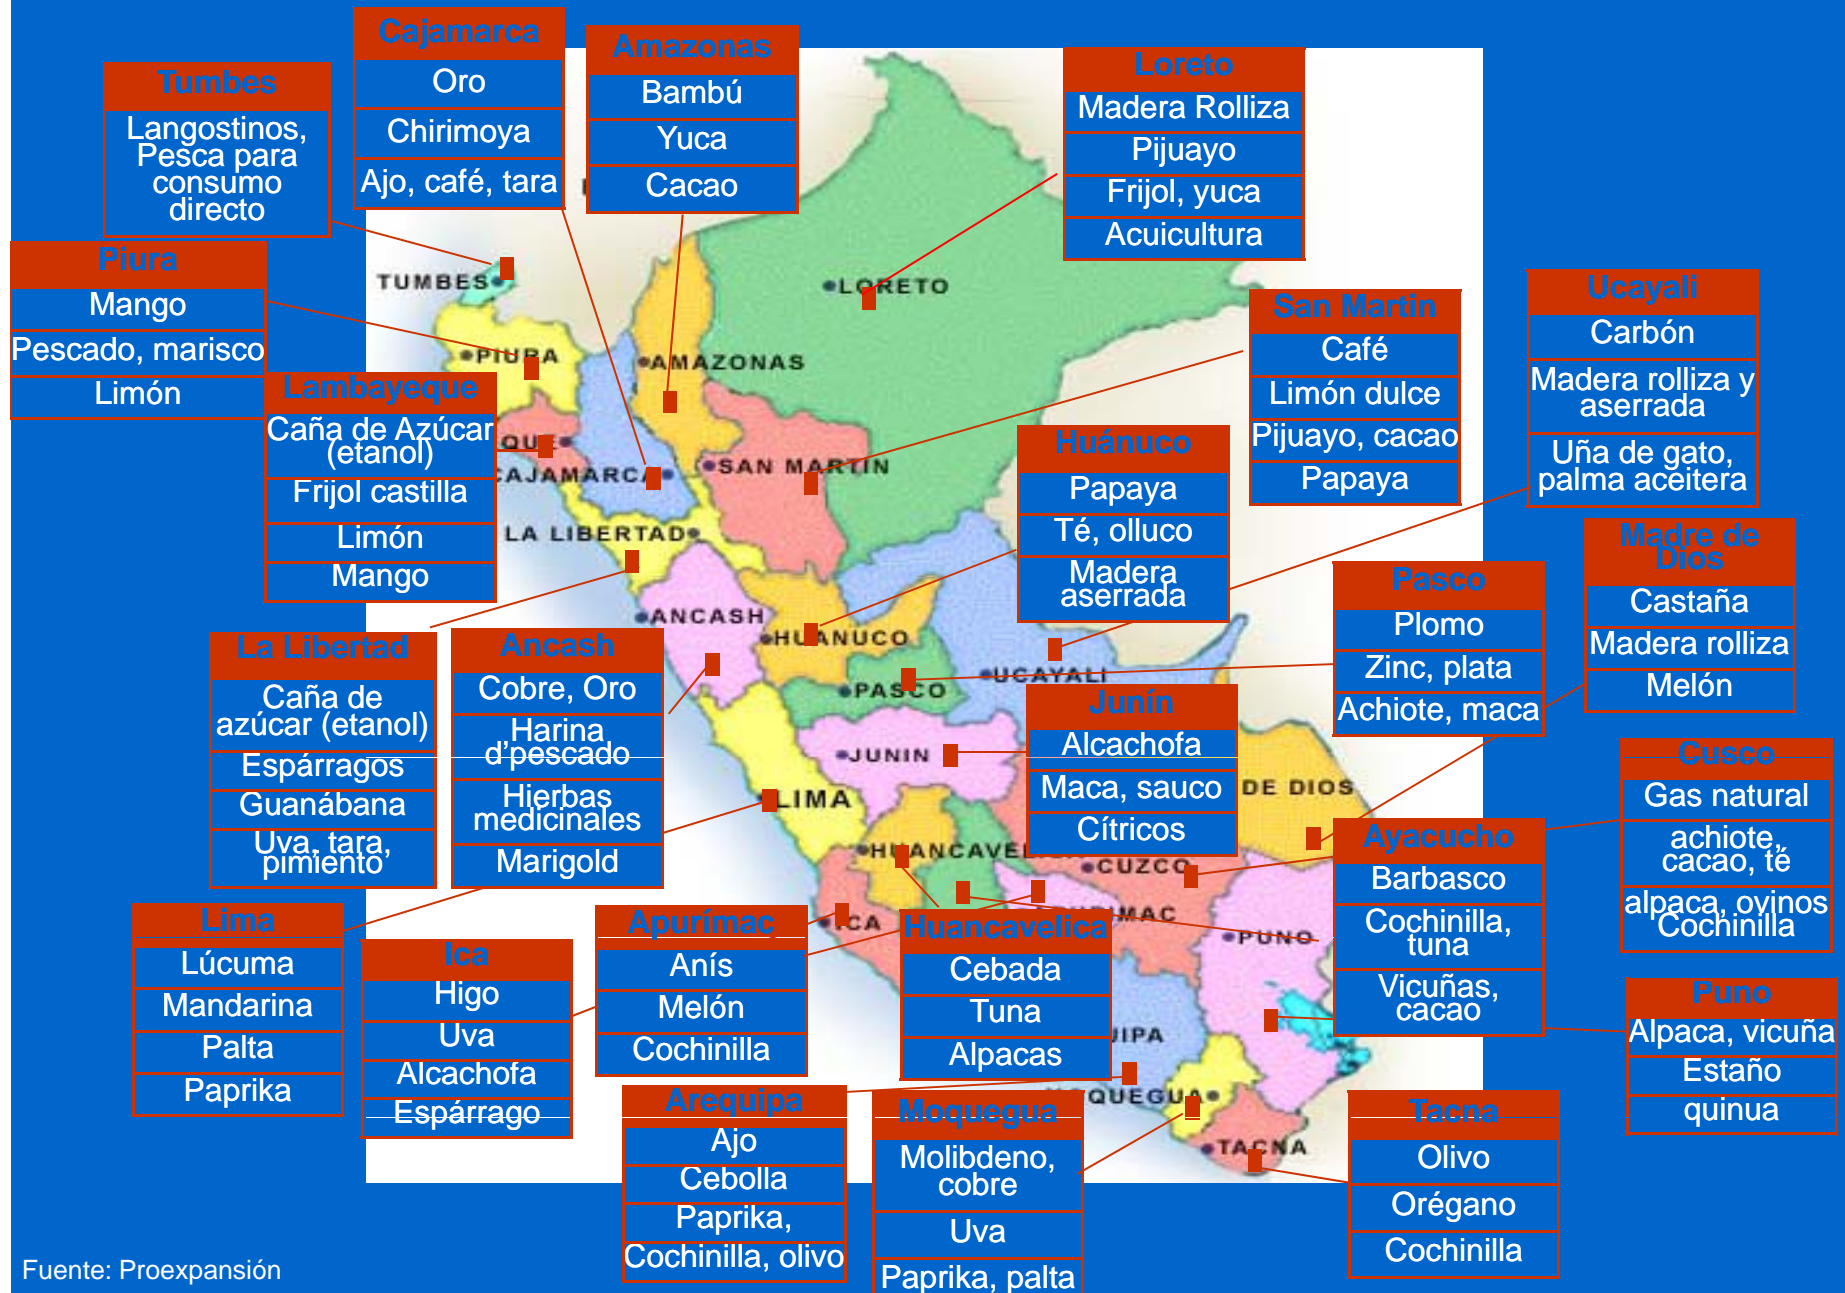 Cajamarca
Oro
Chirimoya
Ajo, café, tara
Amazonas
Bambú
Yuca
Cacao
Loreto
Madera Rolliza
Pijuayo
Frijol, yuca
Acuicultura
Tumbes
Langostinos,
Pesca para
consumo
directo
Piura
Mango
Pescado, marisco
Limón
Lambayeque
Caña de Azúcar
(etanol)
Frijol castilla
Limón
Mango
San Martin
Café
Limón dulce
Pijuayo, cacao
Papaya
Ucayali
Carbón
Madera rolliza y
aserrada
Uña de gato,
palma aceitera
Huánuco
Papaya
Té, olluco
Madera
aserrada
Pasco
Plomo
Zinc, plata
Achiote, maca
Madre de
Dios
Castaña
Madera rolliza
Melón
La Libertad
Caña de
azúcar (etanol)
Espárragos
Guanábana
Uva, tara,
pimiento
Ancash
Cobre, Oro
Harina
d'pescado
Hierbas
medicinales
Marigold
Junín
Alcachofa
Maca, sauco
Cítricos
Cusco
Gas natural
achiote,
cacao, té
alpaca, ovinos
Cochinilla
Ayacucho
Barbasco
Cochinilla,
tuna
Vicuñas,
cacao
Lima
Lúcuma
Mandarina
Palta
Paprika
Ica
Higo
Uva
Alcachofa
Espárrago
Apurímac
Anís
Melón
Cochinilla
Huancavelica
Cebada
Tuna
Alpacas
Puno
Alpaca, vicuña
Estaño
quinua
Arequipa
Ajo
Cebolla
Paprika,
Cochinilla, olivo
Moquegua
Molibdeno,
cobre
Uva
Paprika, palta
Tacna
Olivo
Orégano
Cochinilla
TUMBES
LORETO
PIURA
AMAZONAS
QUE
SAN MARTIN
CAJAMARCA
LA LIBERTAD
ANCASH
HUANUCO
UCAYALI
PASCO
JUNIN
LIMA
DE DIOS
HUANCAVELIC
CUZCO
ICA
RIMAC
PUNO
UIPA
QUEGUA
TACNA
Fuente: Proexpansión